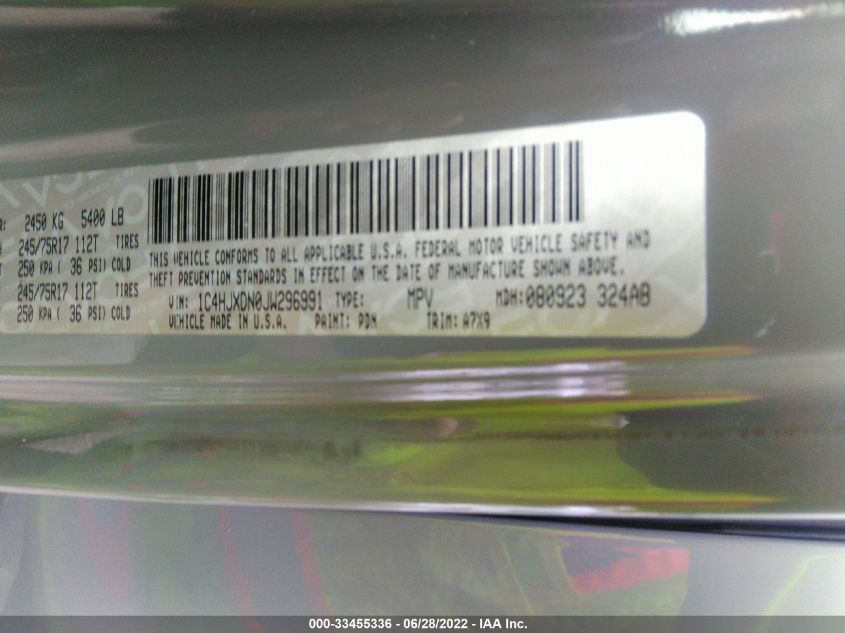 2450 KG 5400 LB
245/75R17 112T TIRES
250 KPA ( 36 PSI) COLD
245/75R17 112T TIRES
250 KPA ( 36 PSI) COLD
THIS VEHICLE CONFORMS TO ALL APPLICABLE U.S.A. FEDERAL MOTOR VEHICLE SAFETY AND
THEFT PREVENTION STANDARDS IN EFFECT ON THE DATE OF MANUFACTURE SHOWN ABOVE.
VIN: 1C4HJXDN0JW296991 TYPE: MPV MDH: 080923 324AB
VEHICLE MADE IN U.S.A. PAINT: PDN TRIM: A7X9
000-33455336 - 06/28/2022 - IAA Inc.